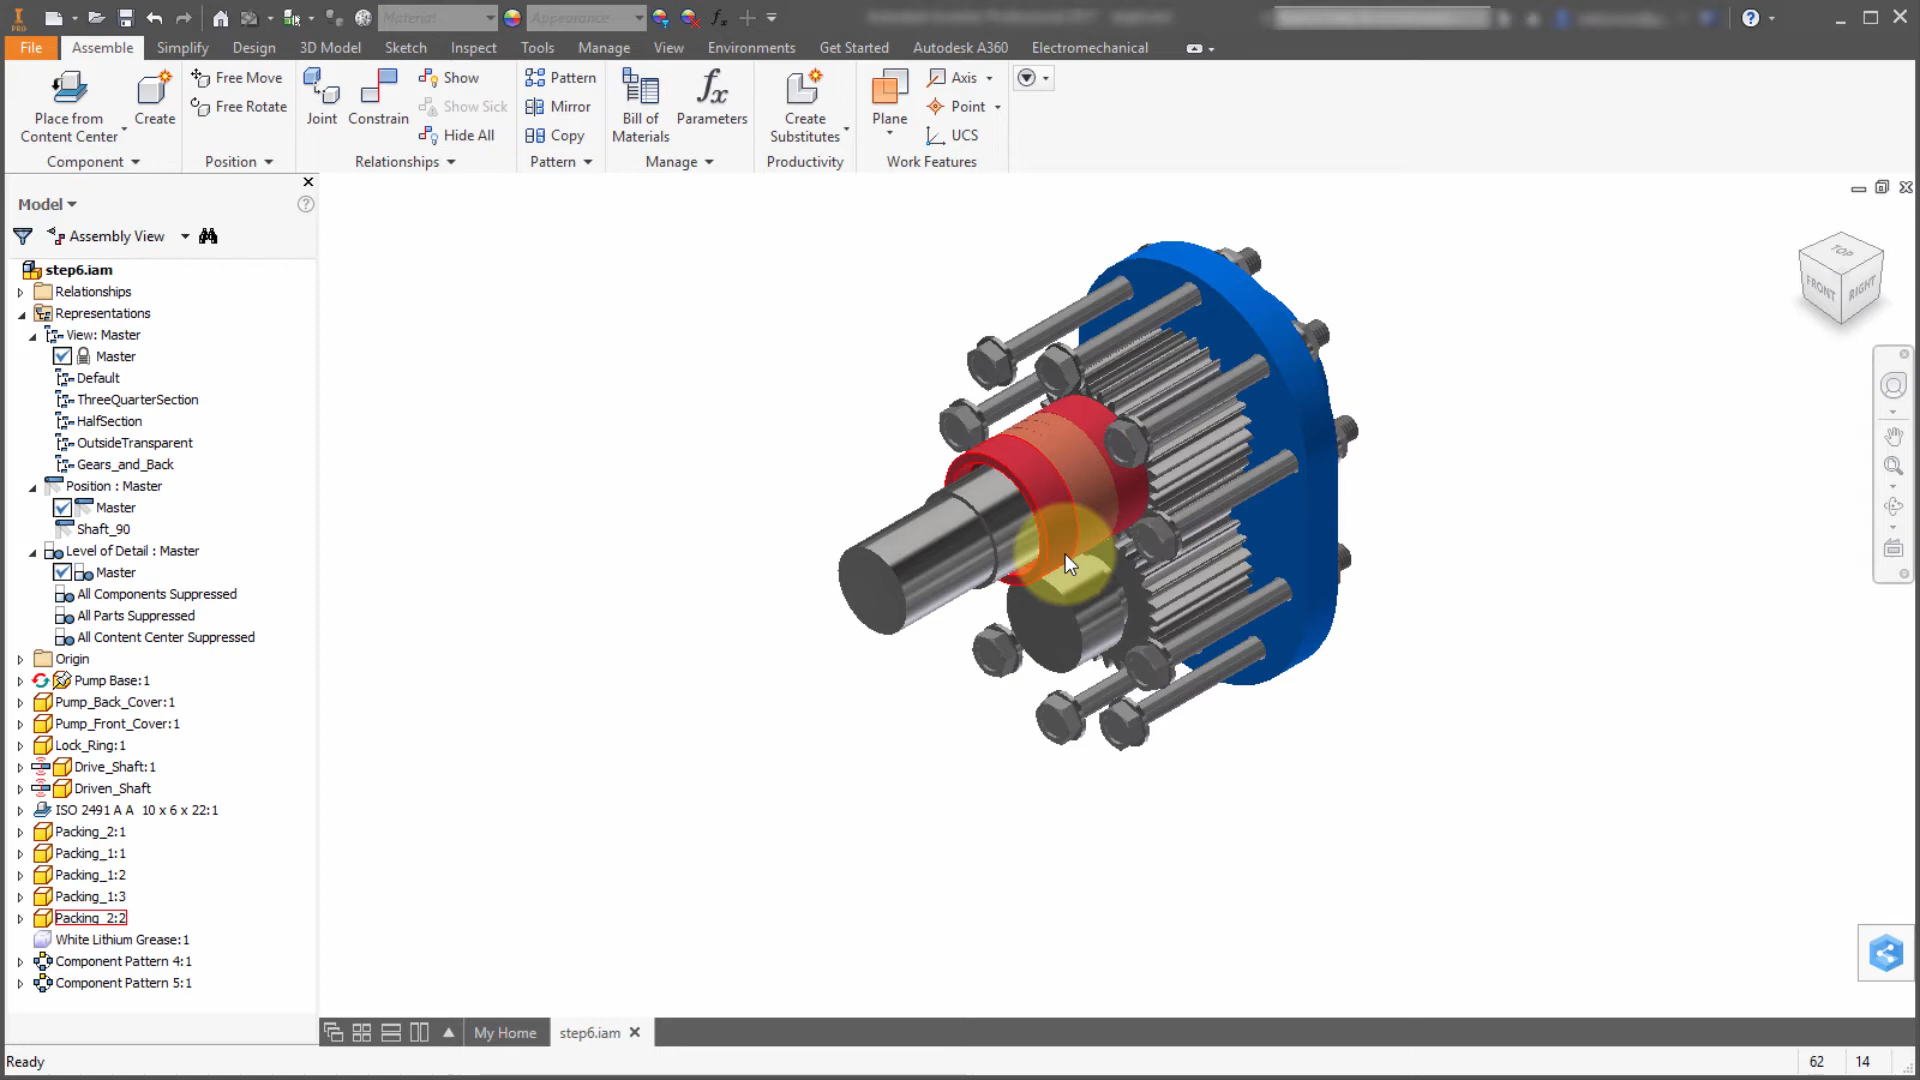 PRO
Material
Appearance
fx
File
Assemble
Simplify
Design
3D Model
Sketch
Inspect
Tools
Manage
View
Environments
Get Started
Autodesk A360
Electromechanical
Place from
Content Center
Create
Free Move
Free Rotate
Joint
Constrain
Show
Show Sick
Hide All
Pattern
Mirror
Copy
Bill of
Materials
fx
Parameters
Create
Substitutes
Plane
Axis
Point
UCS
Component
Position
Relationships
Pattern
Manage
Productivity
Work Features
Model
Assembly View
step6.iam
Relationships
Representations
View: Master
Master
Default
ThreeQuarterSection
HalfSection
OutsideTransparent
Gears_and_Back
Position : Master
Master
Shaft_90
Level of Detail : Master
Master
All Components Suppressed
All Parts Suppressed
All Content Center Suppressed
Origin
Pump Base:1
Pump_Back_Cover:1
Pump_Front_Cover:1
Lock_Ring:1
Drive_Shaft:1
Driven_Shaft
ISO 2491 A A 10 x 6 x 22:1
Packing_2:1
Packing_1:1
Packing_1:2
Packing_1:3
Packing_2:2
White Lithium Grease:1
Component Pattern 4:1
Component Pattern 5:1
TOP
FRONT
RIGHT
My Home
step6.iam
Ready
62
14